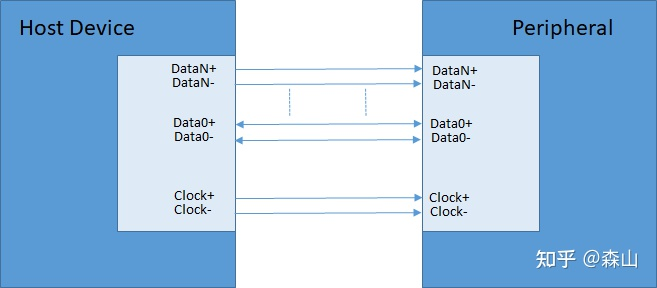 Host Device
Peripheral
DataN+
DataN-
DataN+
DataN-
Data0+
Data0-
Data0+
Data0-
Clock+
Clock-
Clock+
Clock-
知乎 @森山